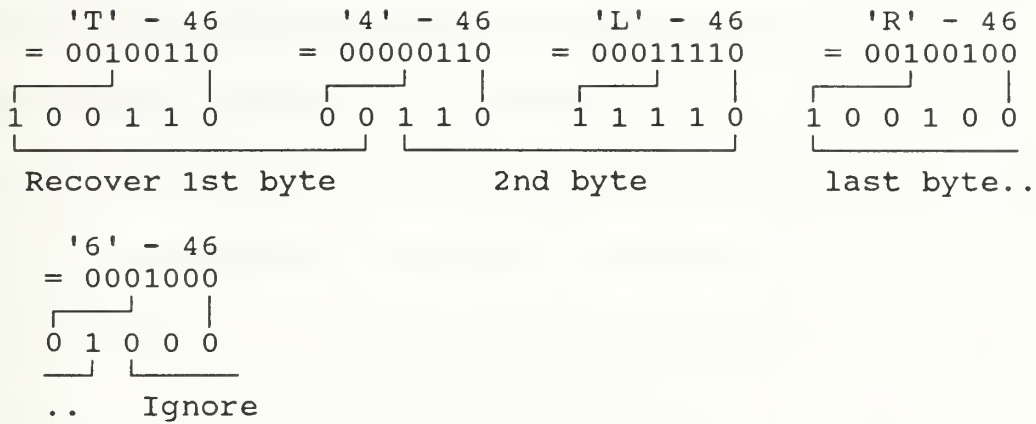 'T' - 46 '4' - 46 'L' - 46 'R' - 46
= 00100110 = 00000110 = 00011110 = 00100100
1 0 0 1 1 0 0 0 1 1 0 1 1 1 1 0 1 0 0 1 0 0
Recover 1st byte 2nd byte last byte..
'6' - 46
= 0001000
0 1 0 0 0
.. Ignore